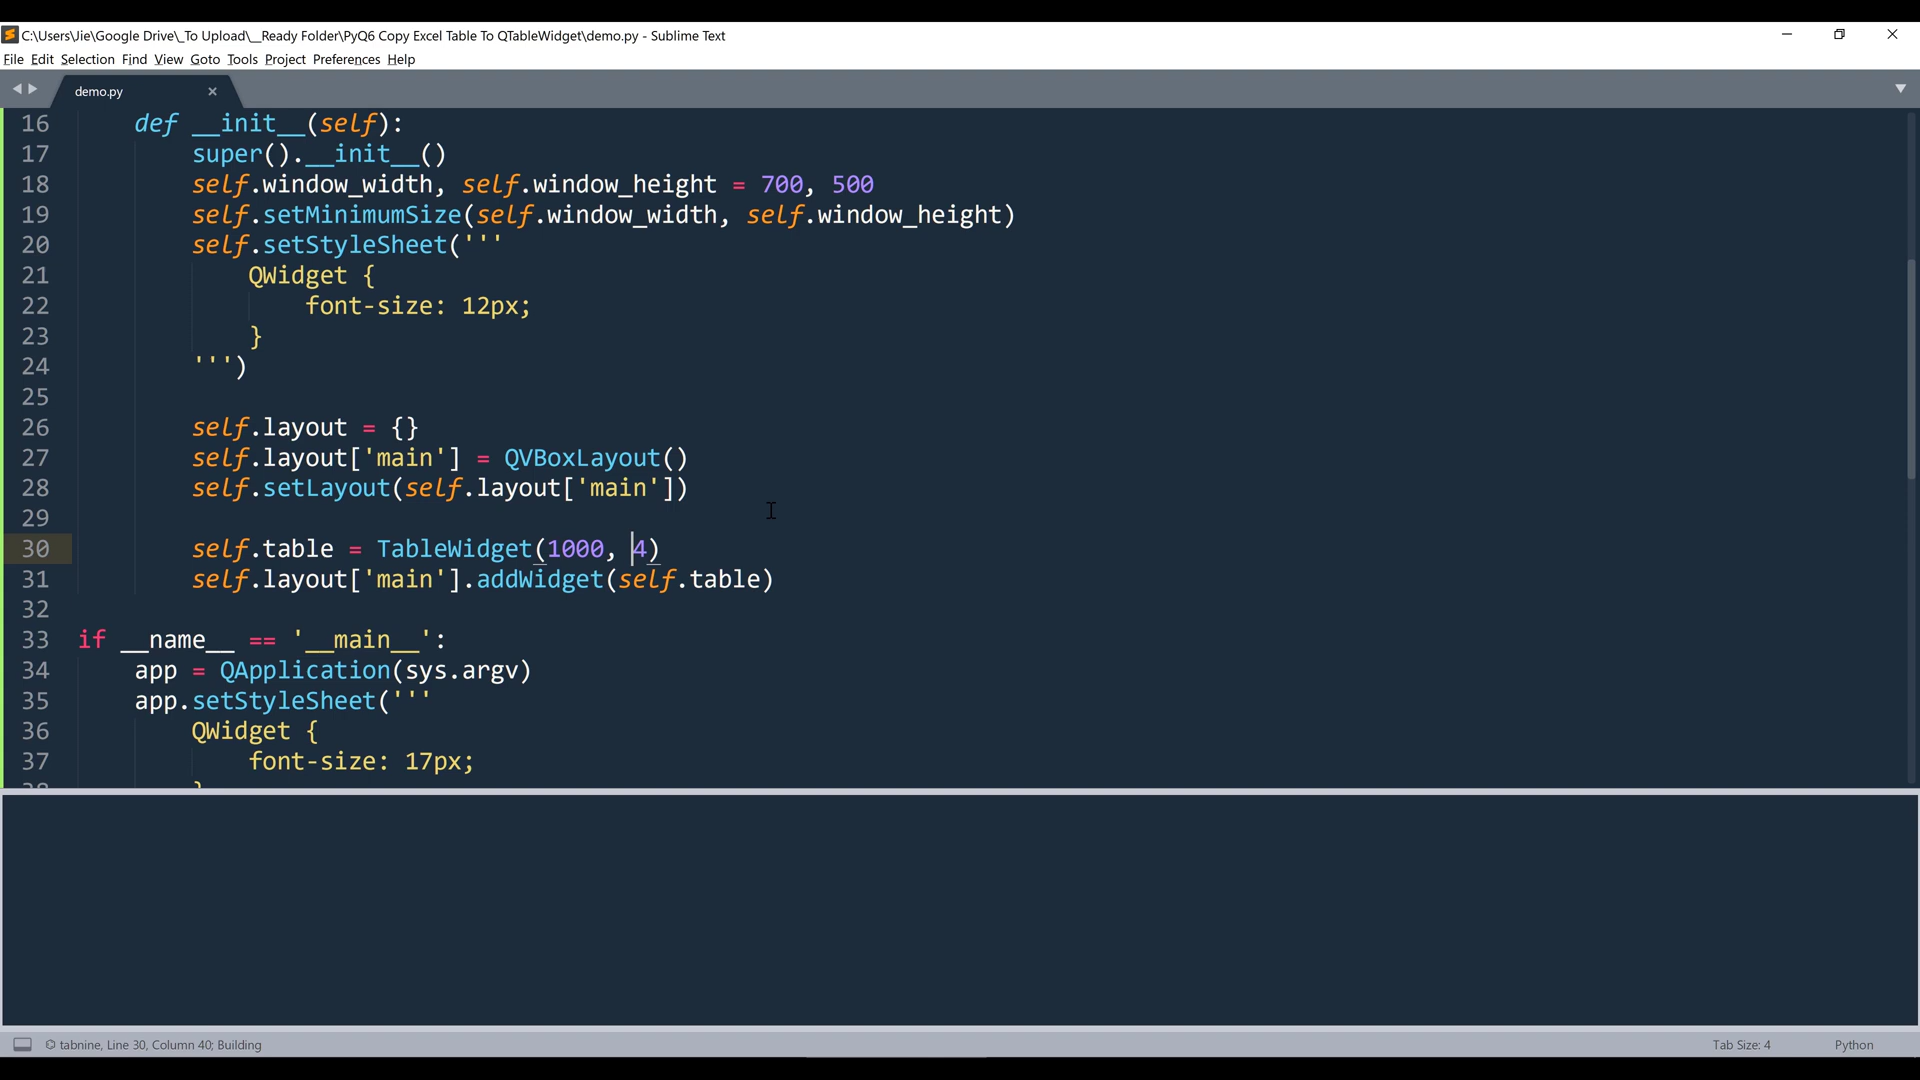 C:\Users\Jie\Google Drive\_To Upload\__Ready Folder\PyQ6 Copy Excel Table To QTableWidget\demo.py - Sublime Text
File Edit Selection Find View Goto Tools Project Preferences Help
demo.py
16 def __init__(self):
17 super().__init__()
18 self.window_width, self.window_height = 700, 500
19 self.setMinimumSize(self.window_width, self.window_height)
20 self.setStyleSheet('''
21 QWidget {
22 font-size: 12px;
23 }
24 ''')
25
26 self.layout = {}
27 self.layout['main'] = QVBoxLayout()
28 self.setLayout(self.layout['main'])
29
30 self.table = TableWidget(1000, 4)
31 self.layout['main'].addWidget(self.table)
32
33 if __name__ == '__main__':
34 app = QApplication(sys.argv)
35 app.setStyleSheet('''
36 QWidget {
37 font-size: 17px;
38 }
tabnine, Line 30, Column 40; Building
Tab Size: 4
Python